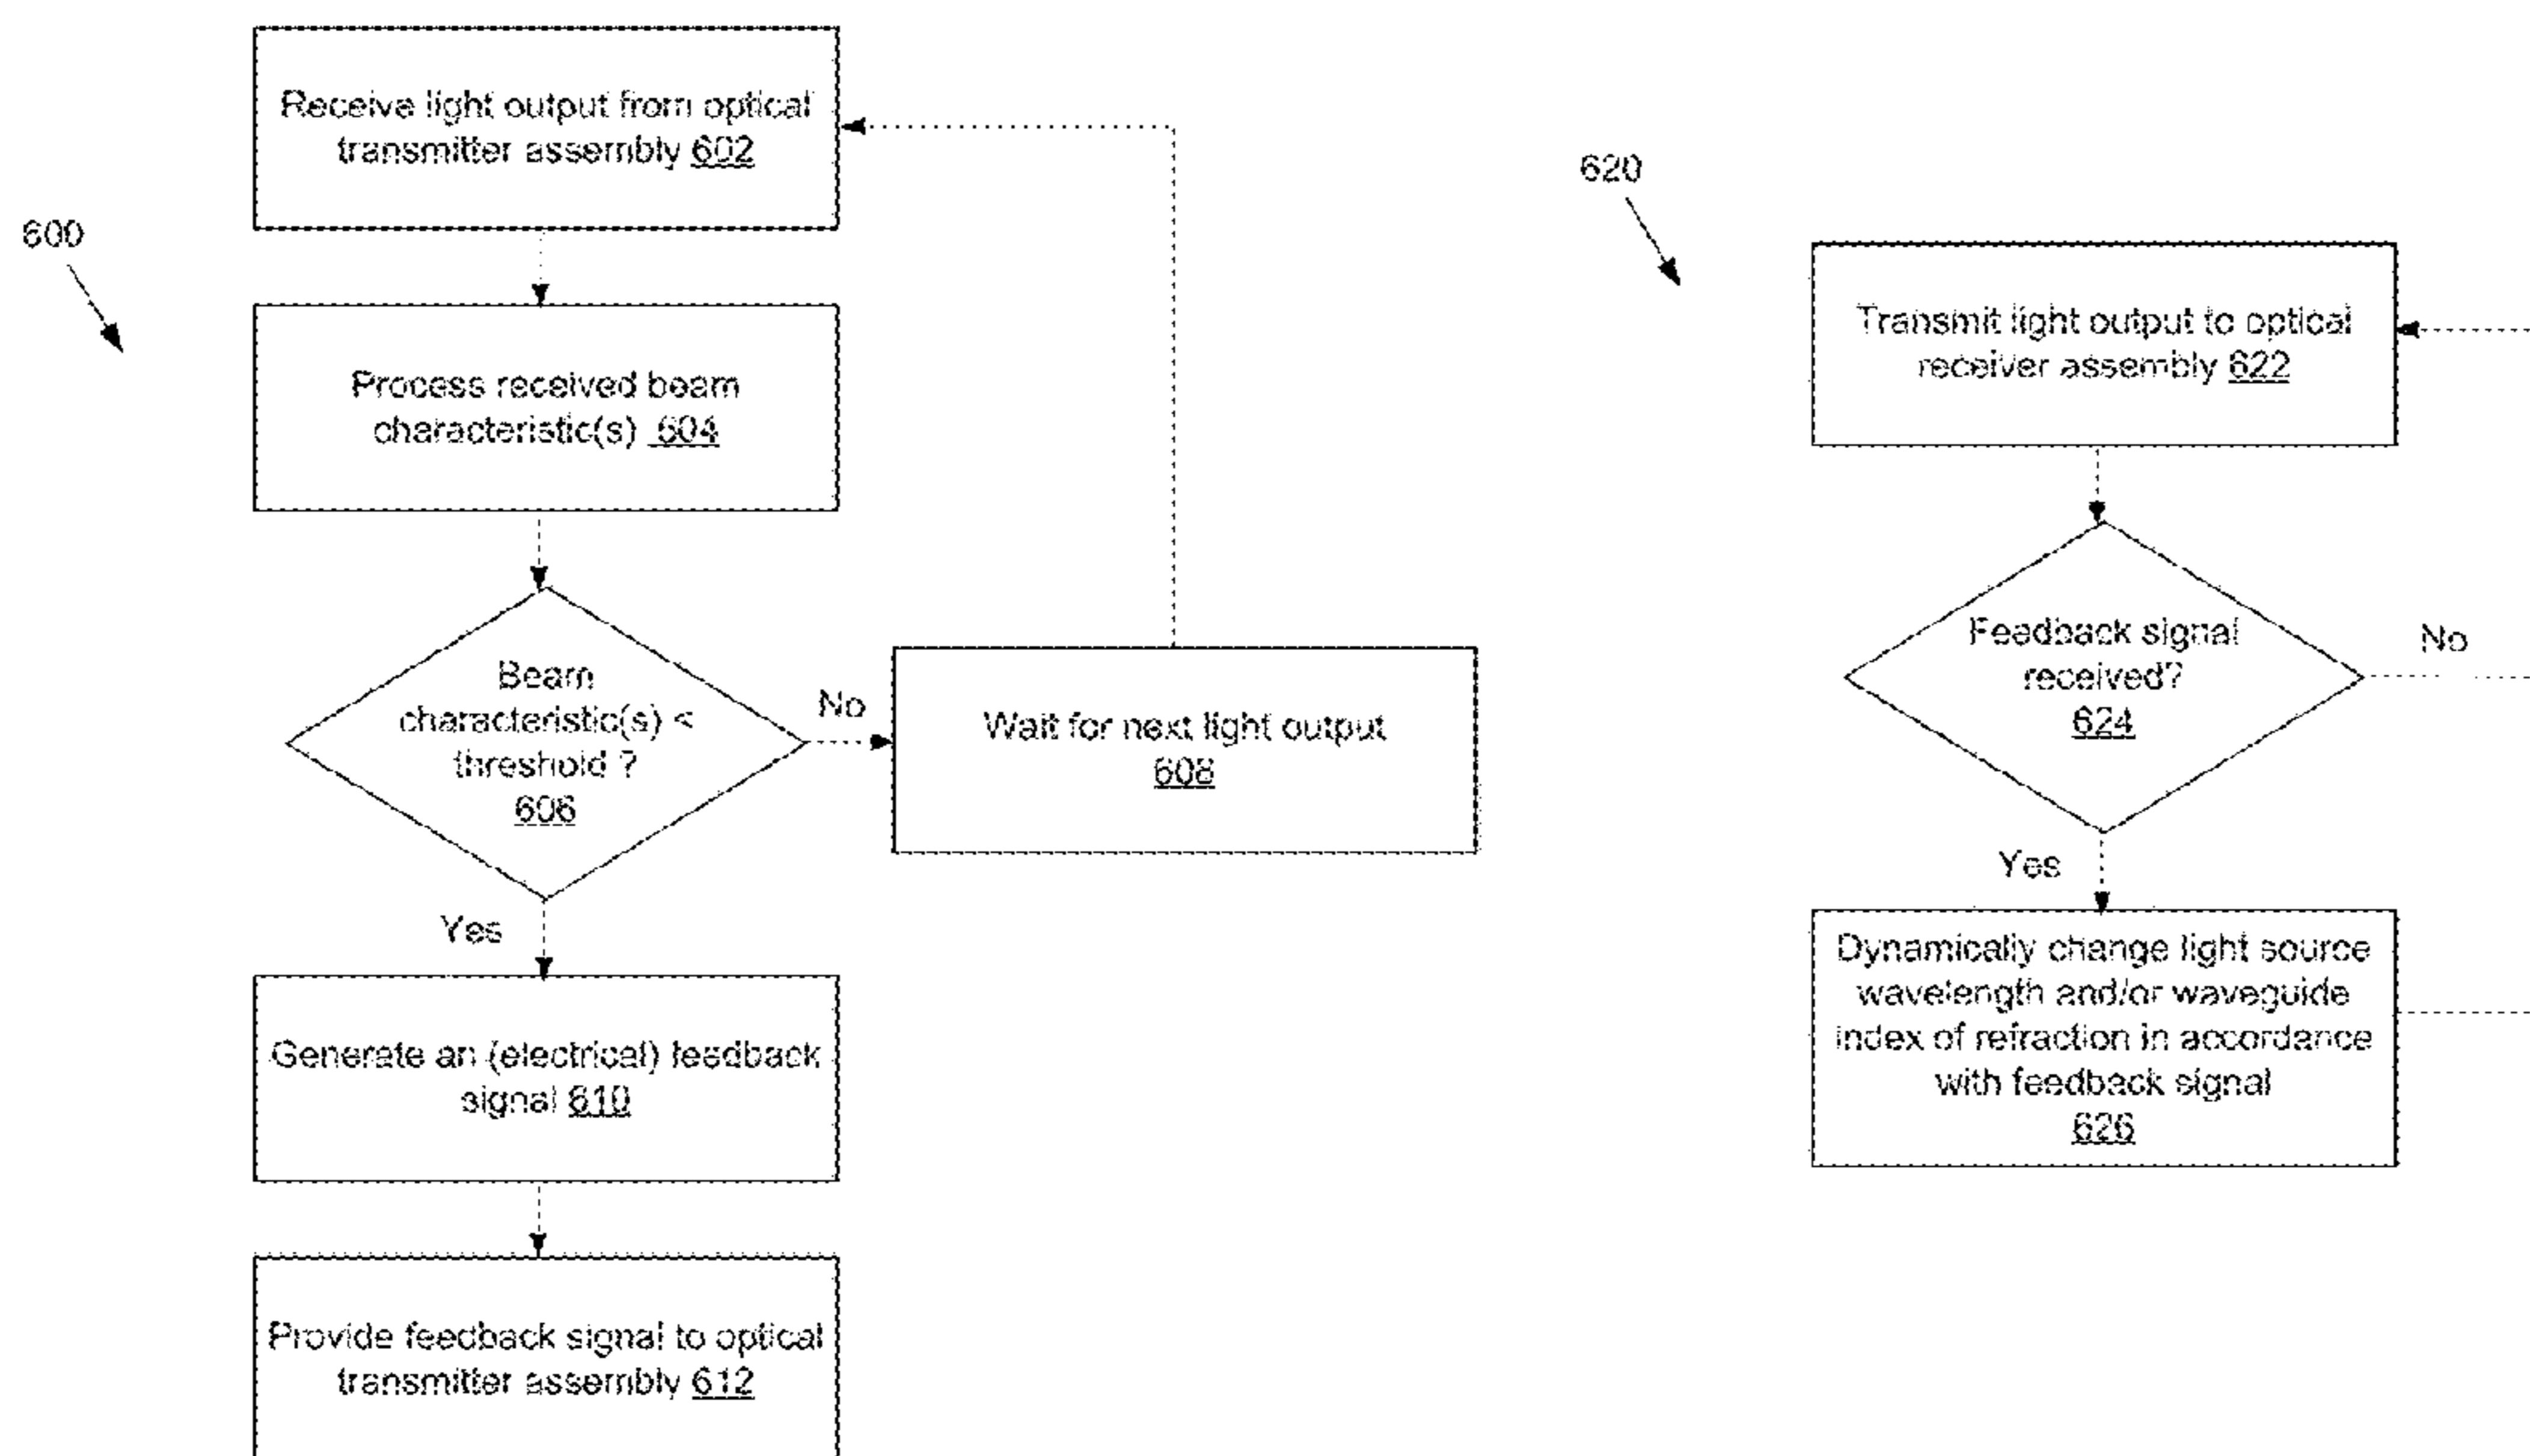 600
Receive light output from optical
transmitter assembly 602
Process received beam
characteristic(s) 604
Beam
characteristic(s) <
threshold ?
606
No
Wait for next light output
608
Yes
Generate an (electrical) feedback
signal 610
Provide feedback signal to optical
transmitter assembly 612
620
Transmit light output to optical
receiver assembly 622
Feedback signal
received?
624
No
Yes
Dynamically change light source
wavelength and/or waveguide
index of refraction in accordance
with feedback signal
626